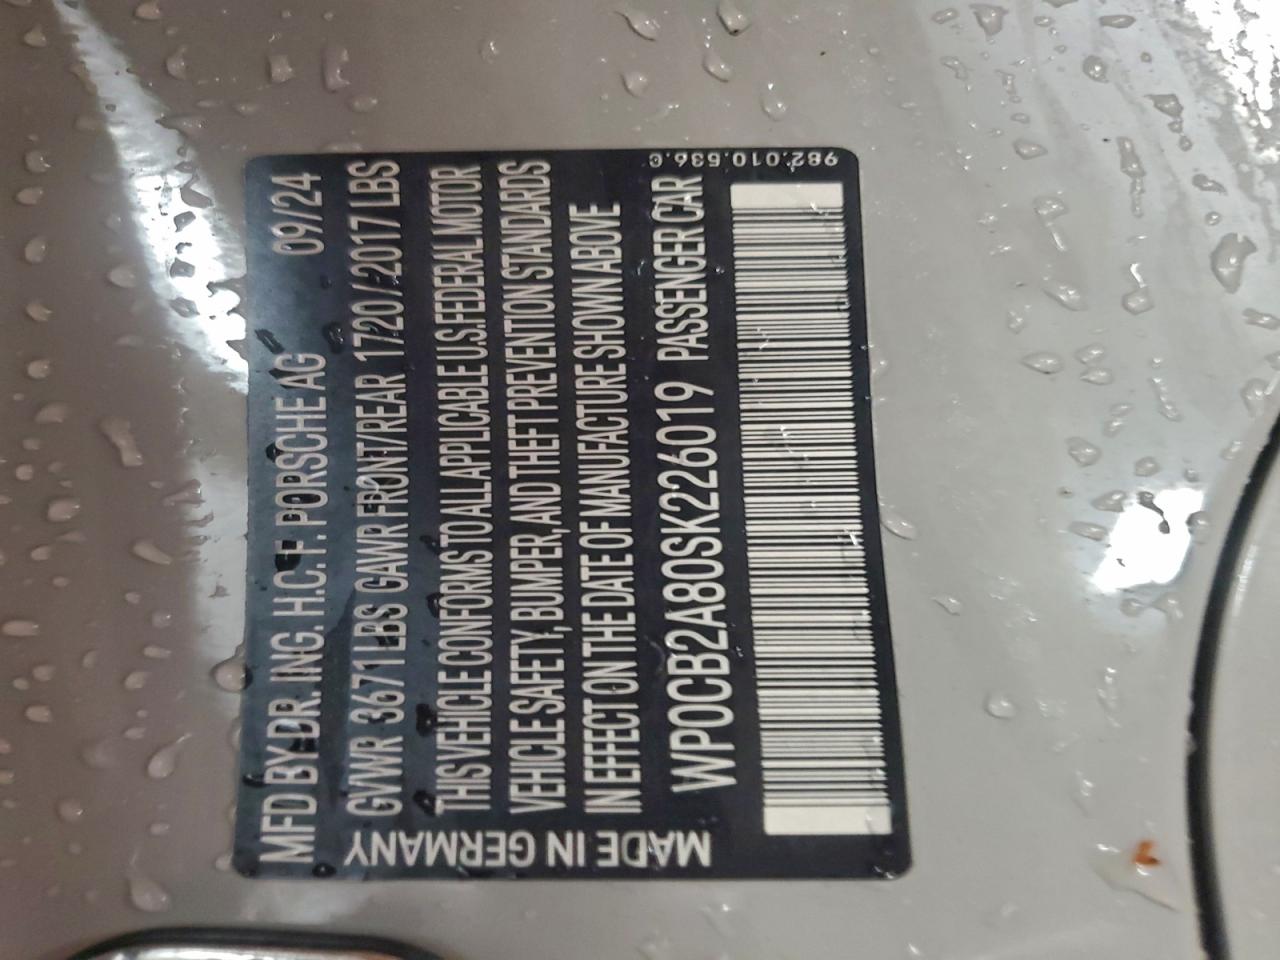 MFD BY DR. ING. H.C. F. PORSCHE AG 09/24
GVWR 3671 LBS GAWR FRONT/REAR 1720/2017 LBS
THIS VEHICLE CONFORMS TO ALL APPLICABLE U.S. FEDERAL MOTOR
VEHICLE SAFETY, BUMPER, AND THEFT PREVENTION STANDARDS
IN EFFECT ON THE DATE OF MANUFACTURE SHOWN ABOVE
WP0CB2A80SK226019 PASSENGER CAR
MADE IN GERMANY
982.010.536.C